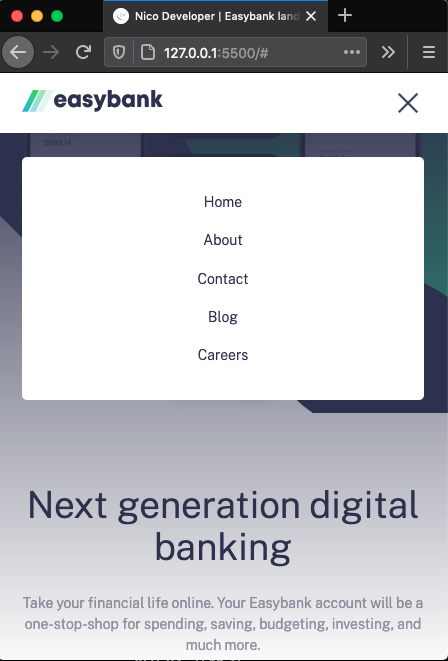 Nico Developer | Easybank land
127.0.0.1:5500/#
easybank
$899.14
Home
About
Contact
Blog
Careers
Next generation digital
banking
Take your financial life online. Your Easybank account will be a
one-stop-shop for spending, saving, budgeting, investing, and
much more.